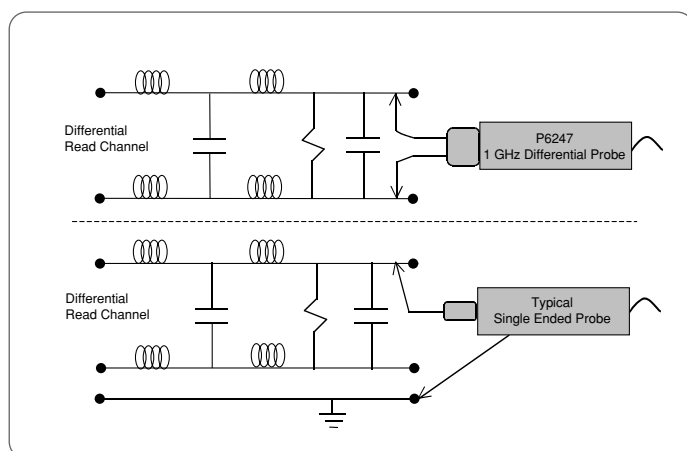 Differential
Read Channel
P6247
1 GHz Differential Probe
Differential
Read Channel
Typical
Single Ended Probe